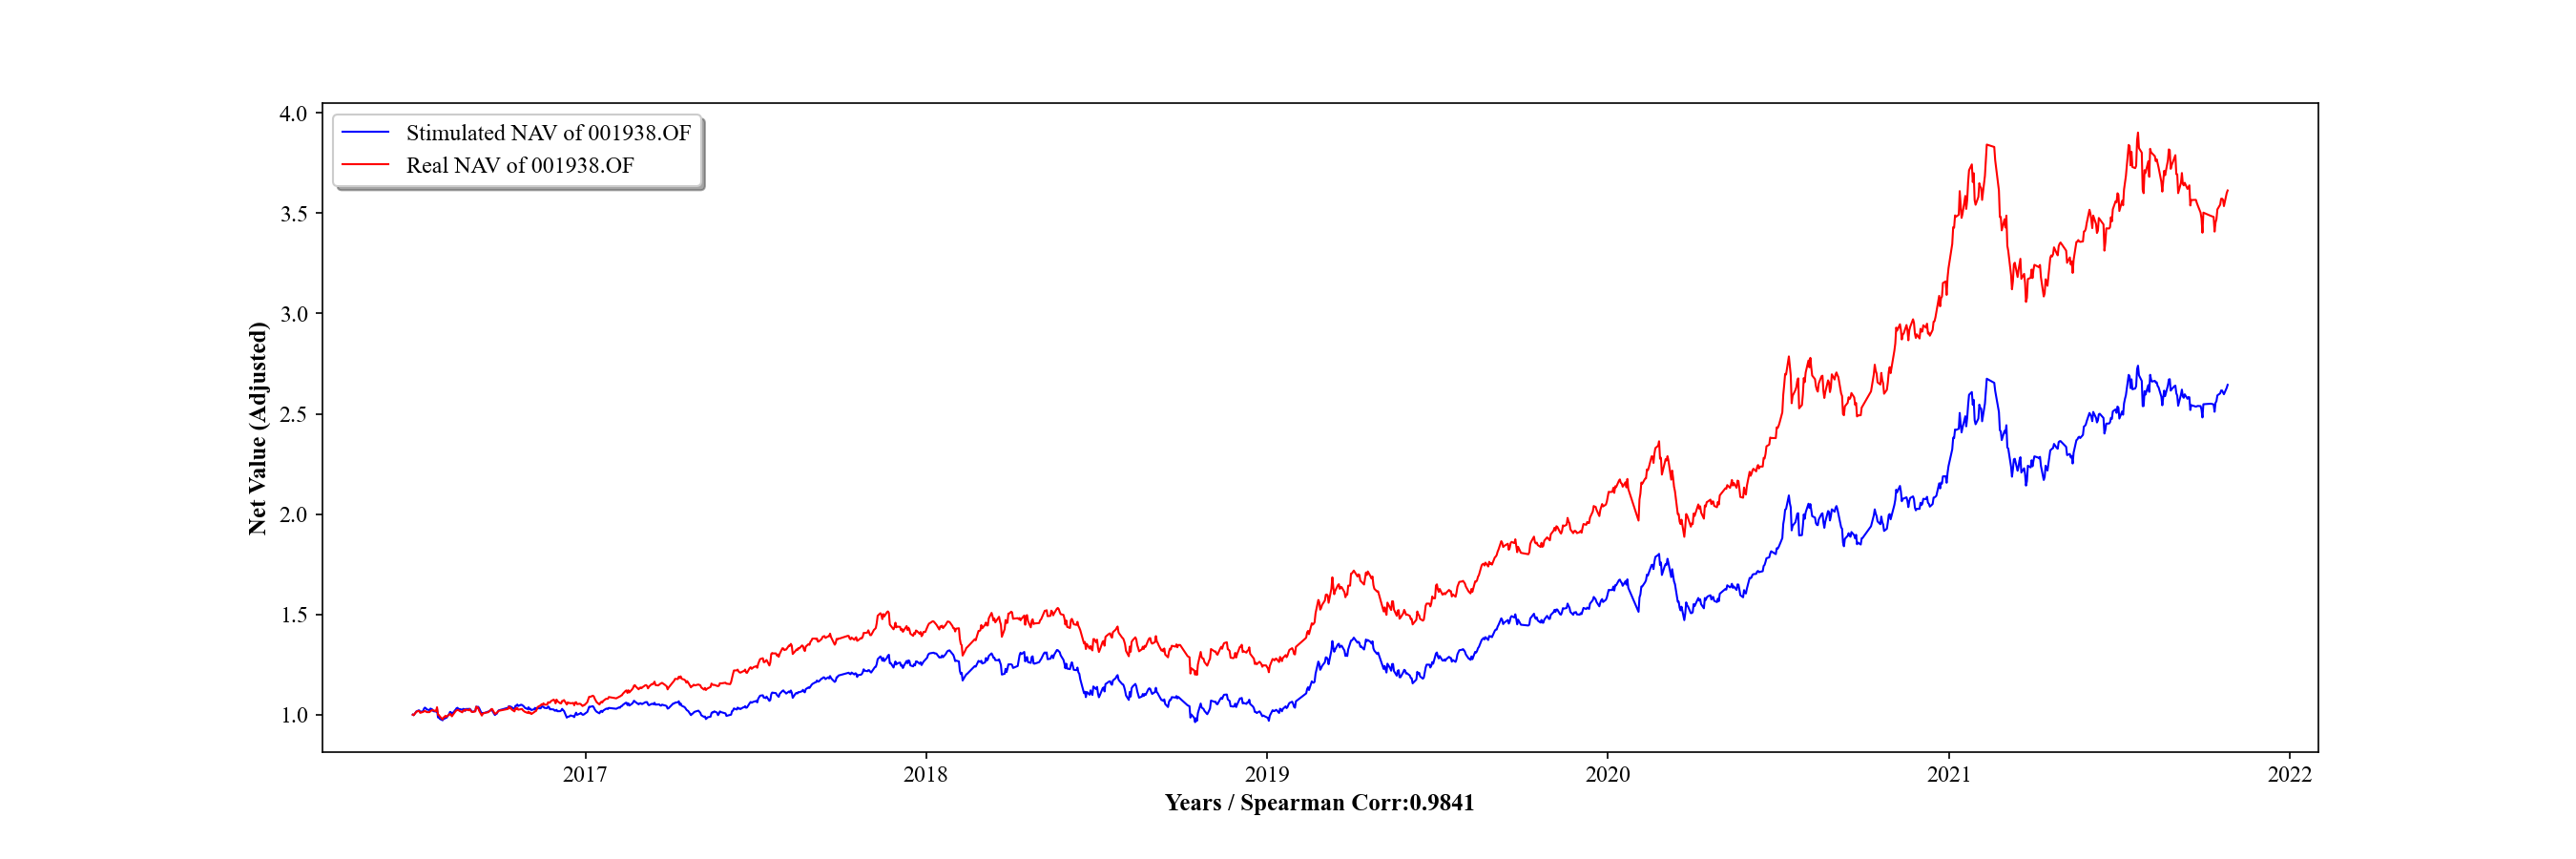 4.0
Stimulated NAV of 001938.OF
Real NAV of 001938.OF
3.5
3.0
2.5
2.0
1.5
1.0
Net Value (Adjusted)
2017 2018 2019 2020 2021 2022
Years / Spearman Corr:0.9841